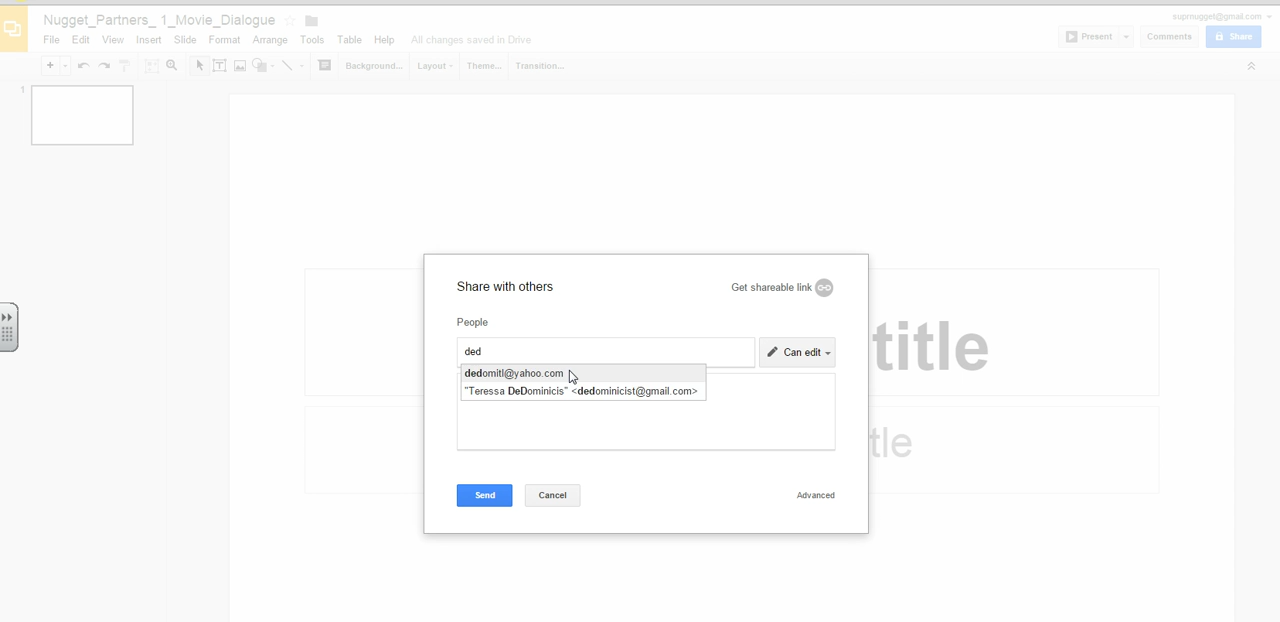 Nugget_Partners_ 1_Movie_Dialogue
suprnugget@gmail.com
File Edit View Insert Slide Format Arrange Tools Table Help All changes saved in Drive
Present Comments Share
Background... Layout Theme... Transition...
1
Share with others
Get shareable link
People
ded
Can edit
dedomitl@yahoo.com
"Teressa DeDominicis" <dedominicist@gmail.com>
title
tle
Send Cancel Advanced